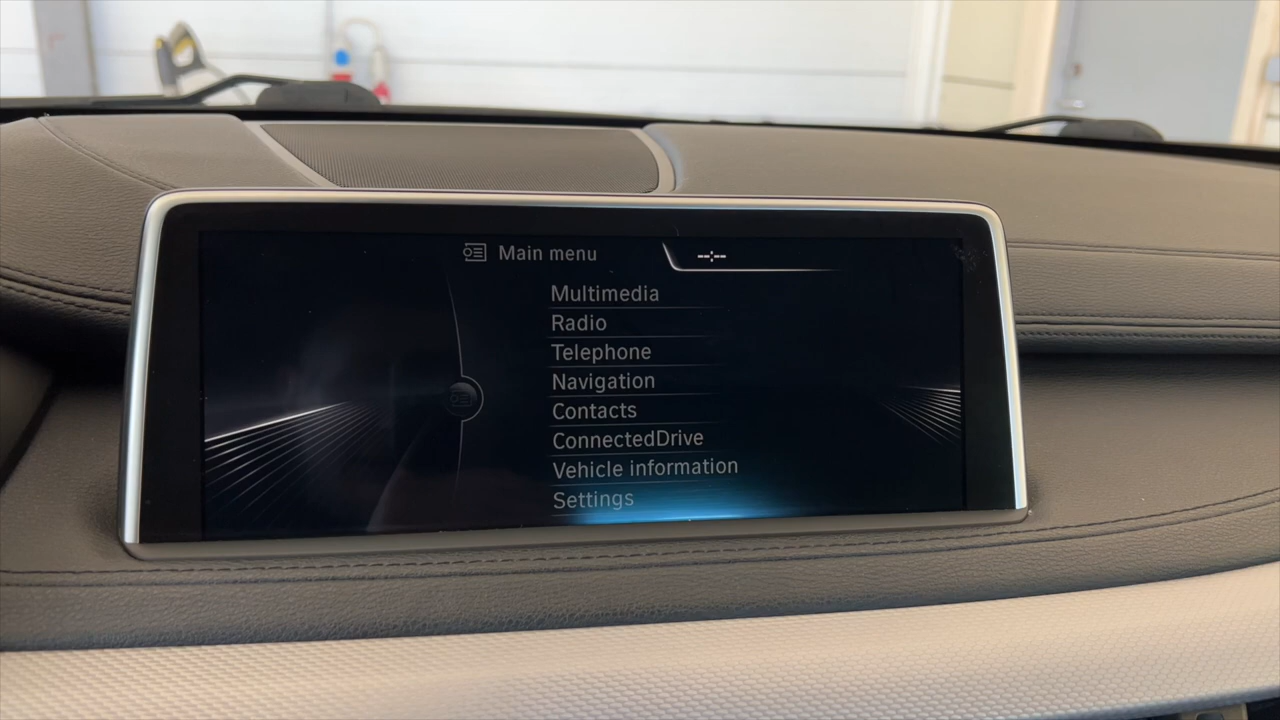 Main menu
--:--
Multimedia
Radio
Telephone
Navigation
Contacts
ConnectedDrive
Vehicle information
Settings